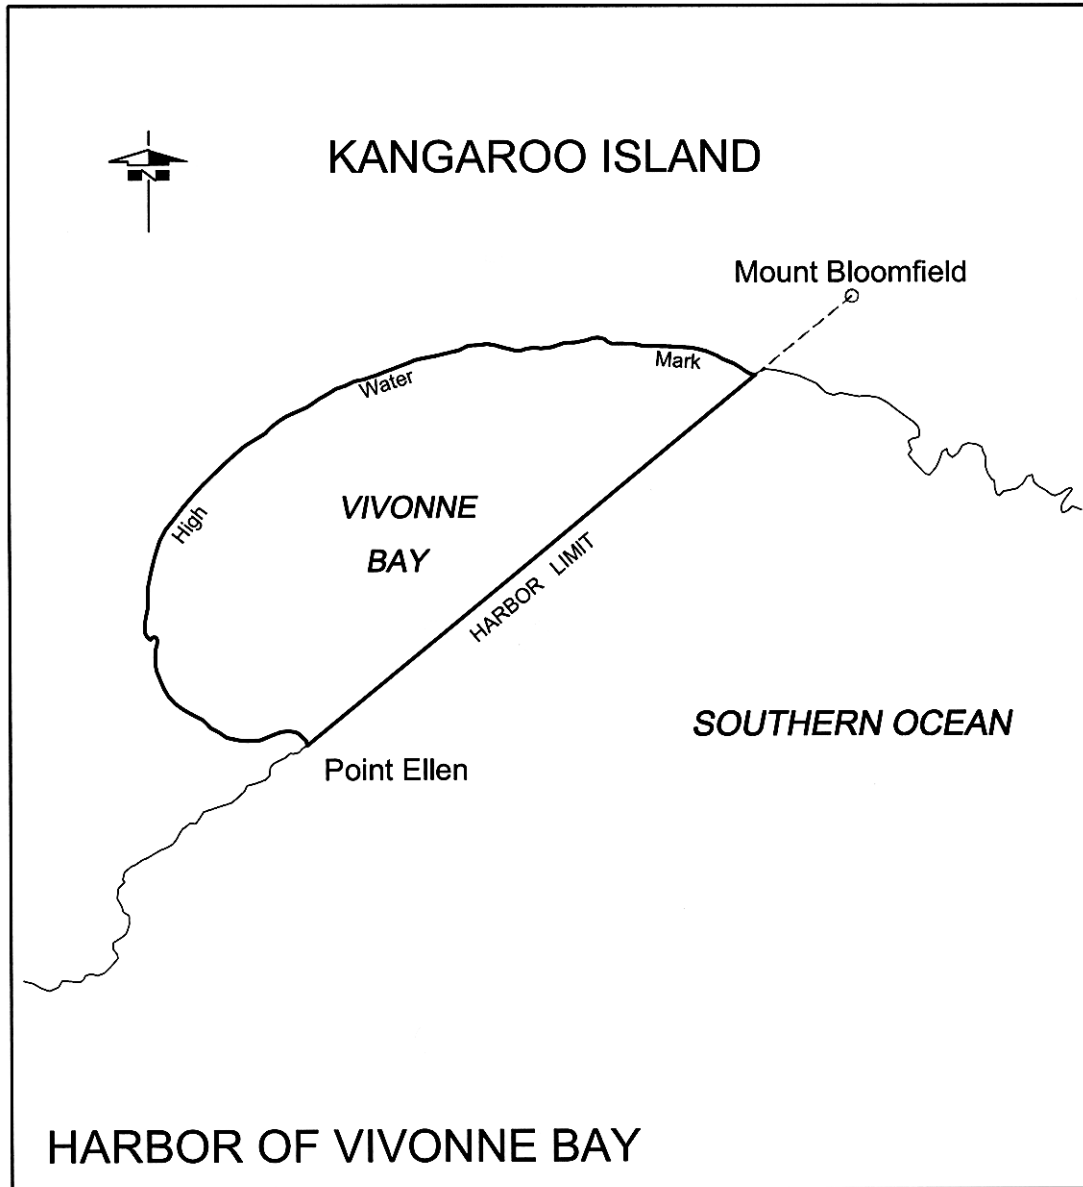 KANGAROO ISLAND
N
Mount Bloomfield
High Water Mark
VIVONNE
BAY
HARBOR LIMIT
SOUTHERN OCEAN
Point Ellen
HARBOR OF VIVONNE BAY